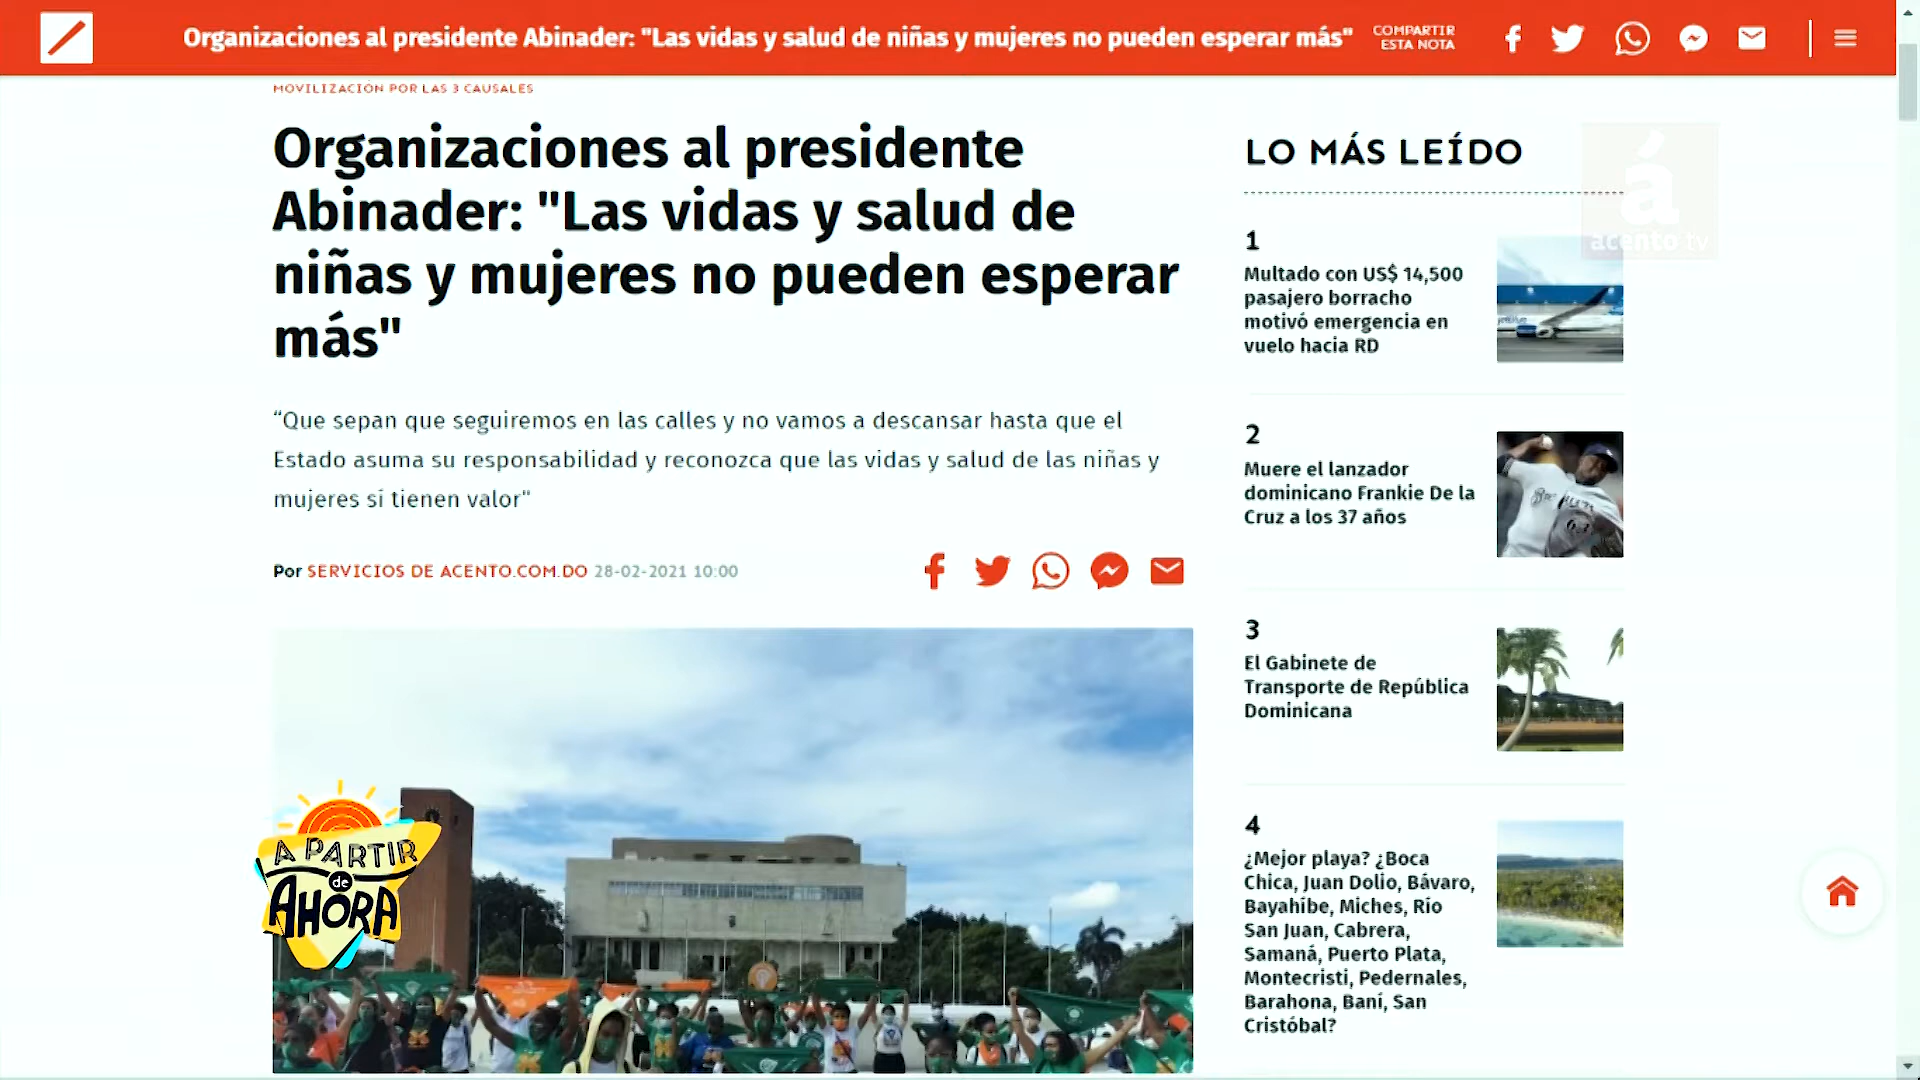 Organizaciones al presidente Abinader: "Las vidas y salud de niñas y mujeres no pueden esperar más"
COMPARTIR
ESTA NOTA
MOVILIZACIÓN POR LAS 3 CAUSALES
Organizaciones al presidente
Abinader: "Las vidas y salud de
niñas y mujeres no pueden esperar
más"
“Que sepan que seguiremos en las calles y no vamos a descansar hasta que el
Estado asuma su responsabilidad y reconozca que las vidas y salud de las niñas y
mujeres sí tienen valor"
Por SERVICIOS DE ACENTO.COM.DO 28-02-2021 10:00
A PARTIR
de
AHORA
LO MÁS LEÍDO
á
acento tv
1
Multado con US$ 14,500
pasajero borracho
motivó emergencia en
vuelo hacia RD
jetBlue
2
Muere el lanzador
dominicano Frankie De la
Cruz a los 37 años
3
El Gabinete de
Transporte de República
Dominicana
4
¿Mejor playa? ¿Boca
Chica, Juan Dolio, Bávaro,
Bayahíbe, Miches, Río
San Juan, Cabrera,
Samaná, Puerto Plata,
Montecristi, Pedernales,
Barahona, Baní, San
Cristóbal?